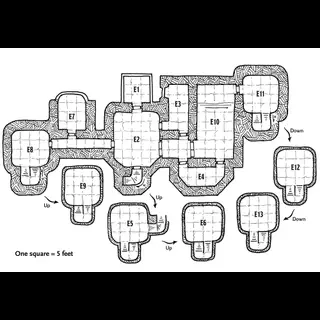 E1
E11
E3
E7
E10
E2
Down
E8
E12
E4
E9
E5
E6
E13
Up
Up
Up
Down
One square = 5 feet